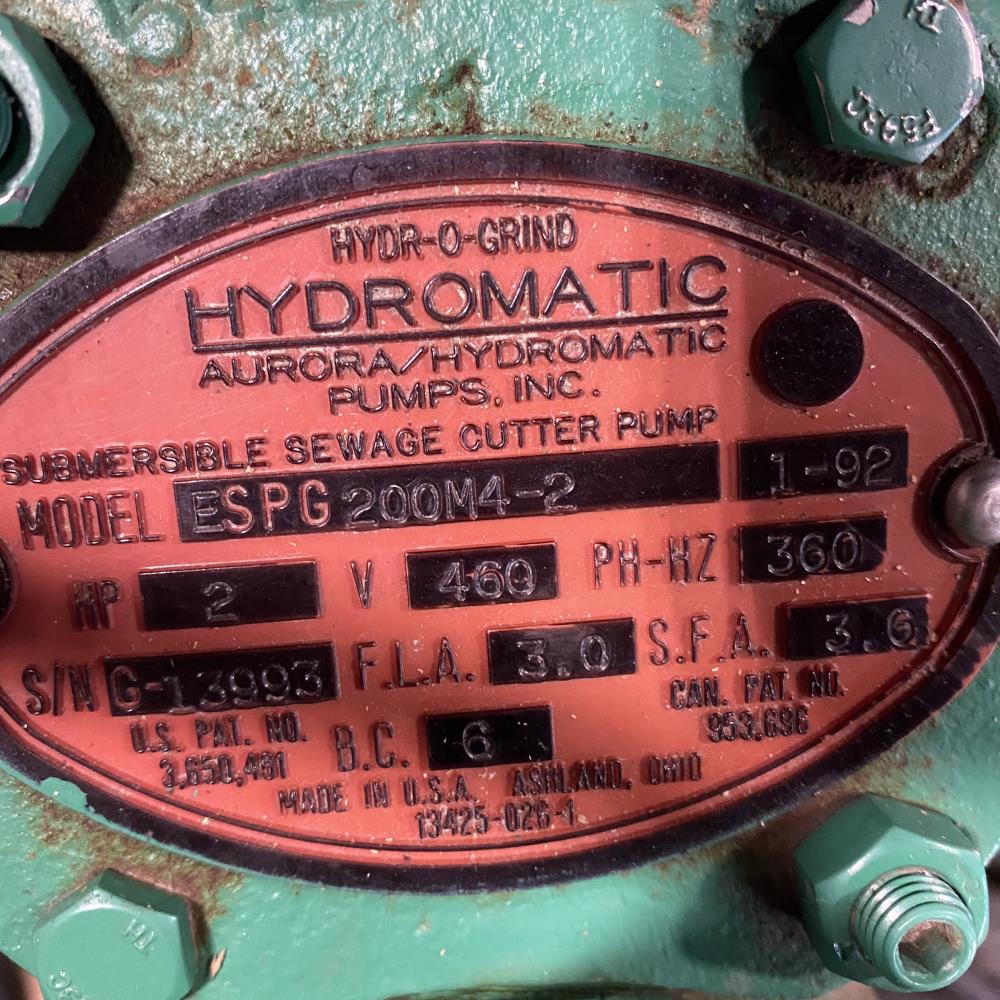 HYDR-O-GRIND
HYDROMATIC
AURORA/HYDROMATIC
PUMPS, INC.
SUBMERSIBLE SEWAGE CUTTER PUMP
MODEL ESPG200M4-2 1-92
HP 2 V 460 PH-HZ 360
S/N G-13993 F.L.A. 3.0 S.F.A. 3.6
U.S. PAT. NO. B.C. 6 CAN. PAT. NO.
3,650,481 953,696
MADE IN U.S.A. ASHLAND, OHIO
13425-026-1